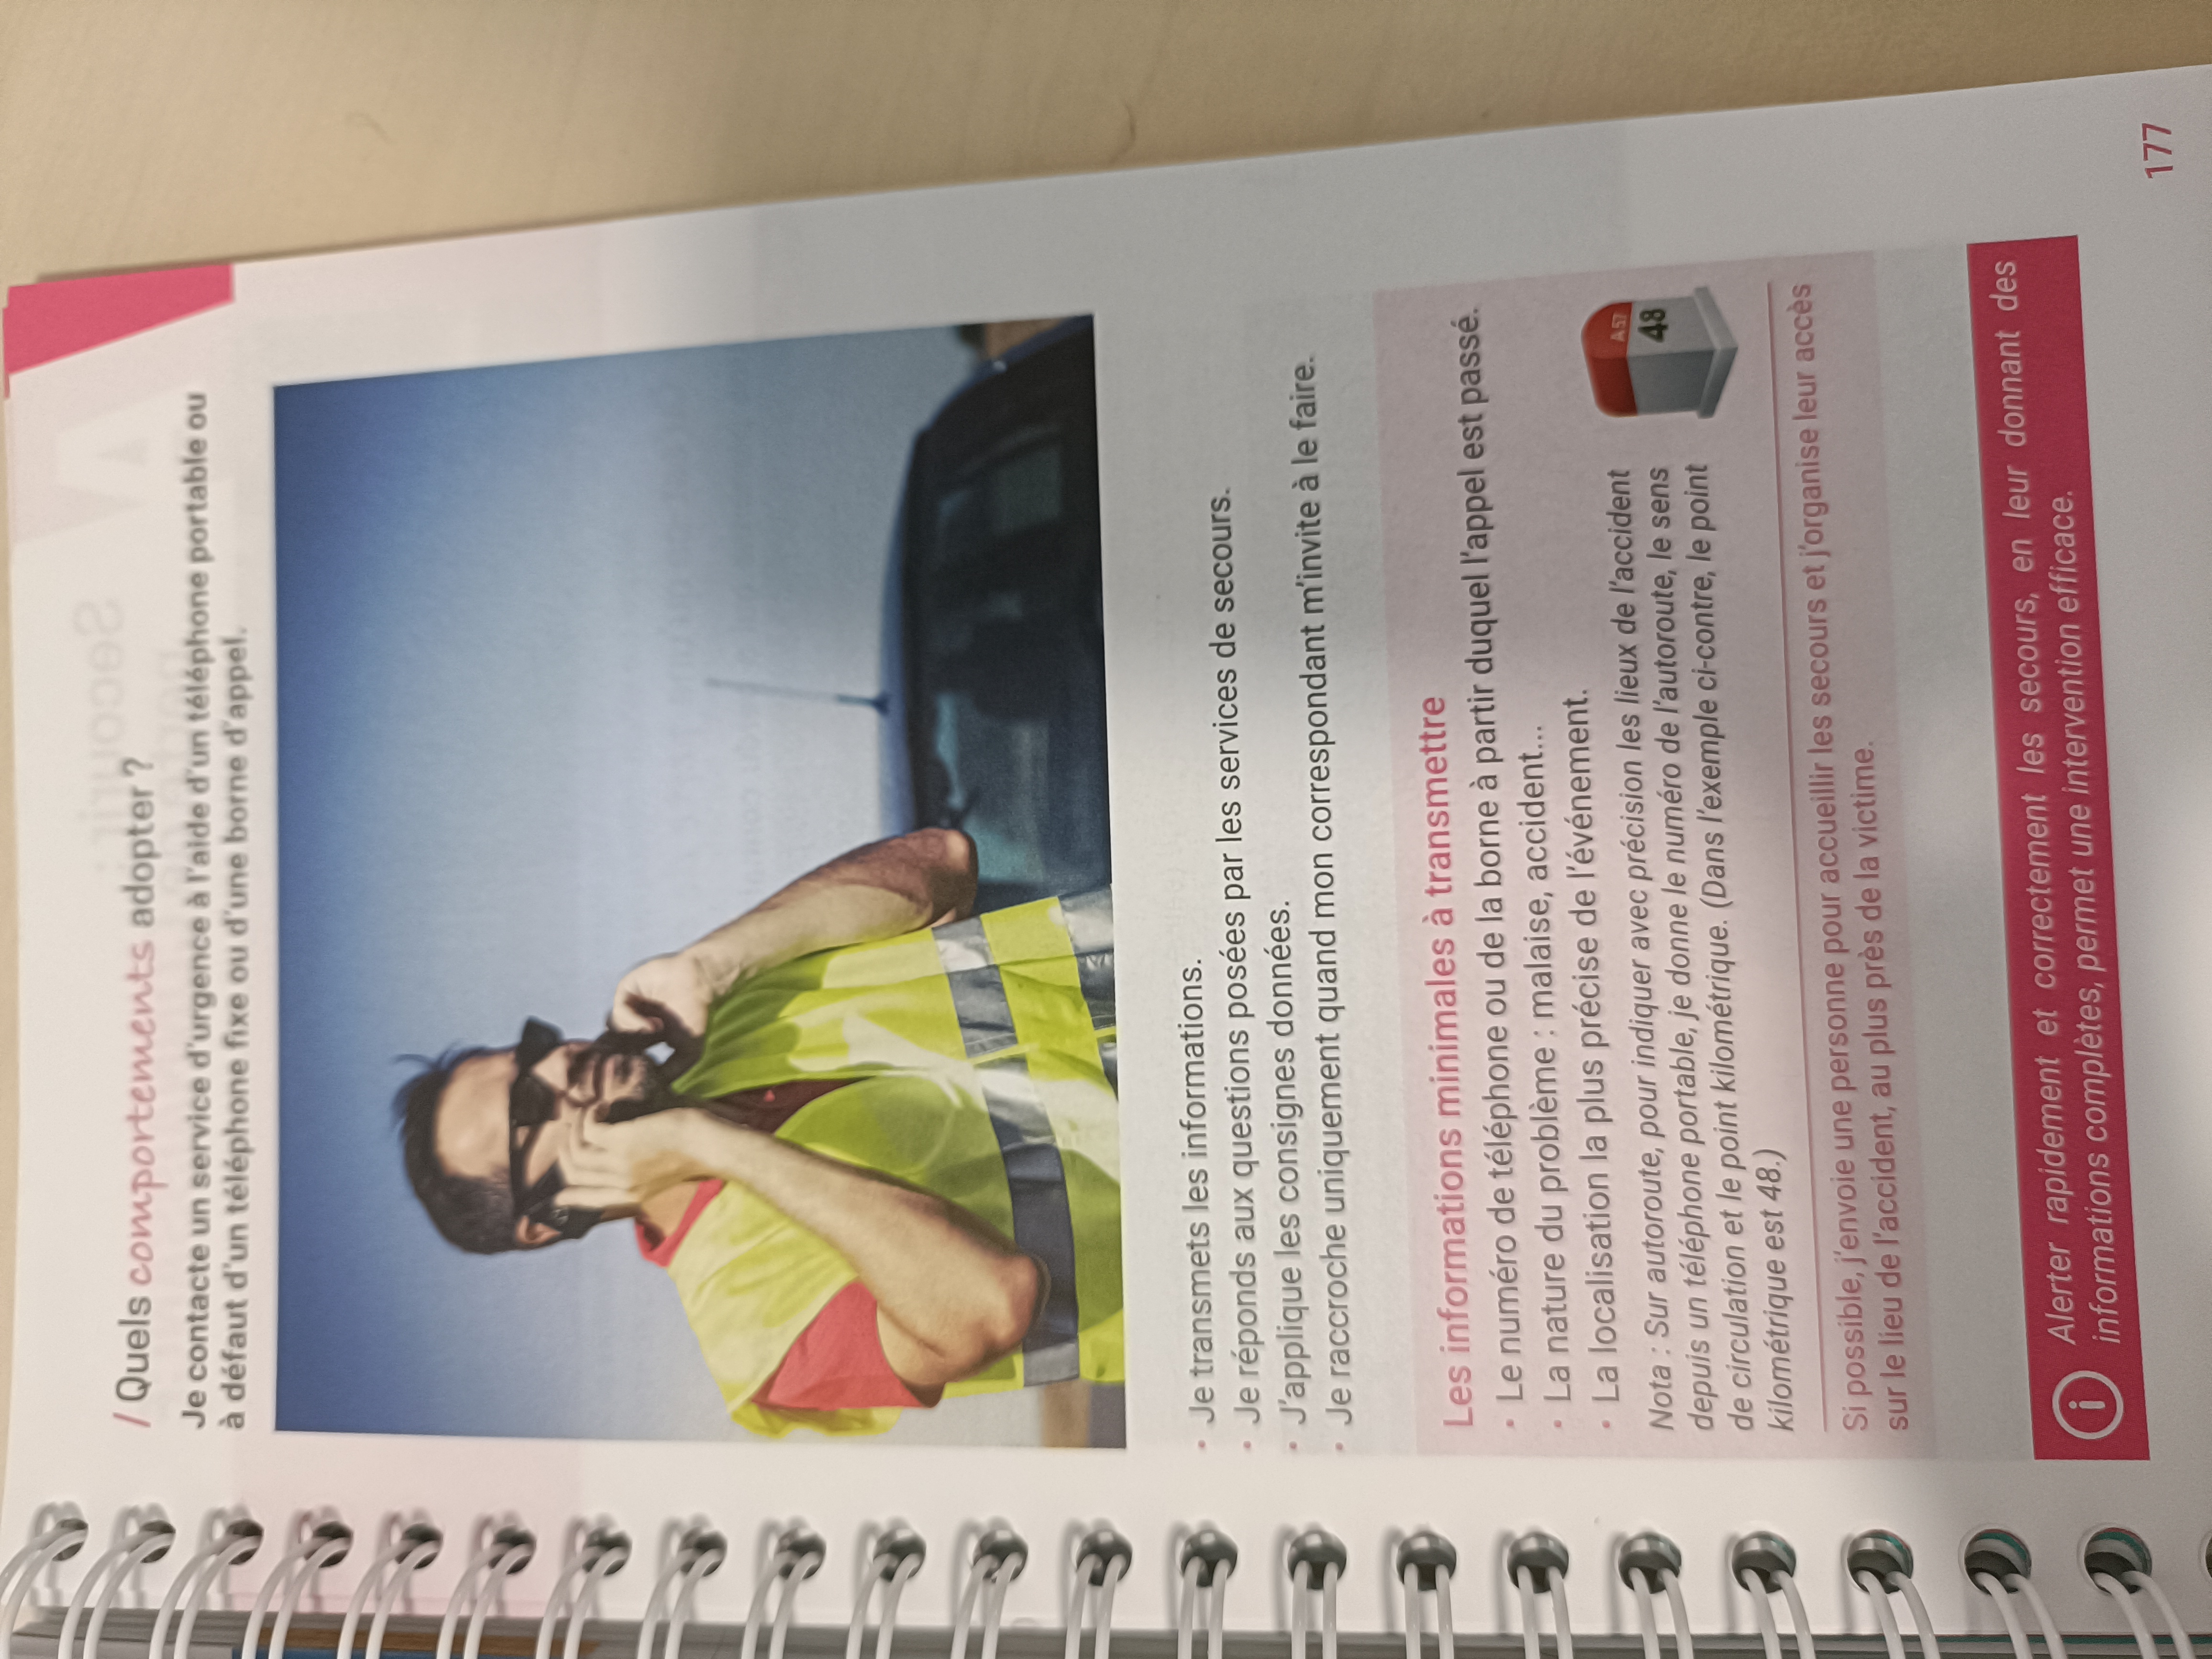 / Quels comportements adopter ?
Je contacte un service d'urgence à l'aide d'un téléphone portable ou
à défaut d'un téléphone fixe ou d'une borne d'appel.
• Je transmets les informations.
• Je réponds aux questions posées par les services de secours.
• J'applique les consignes données.
• Je raccroche uniquement quand mon correspondant m'invite à le faire.
Les informations minimales à transmettre
• Le numéro de téléphone ou de la borne à partir duquel l'appel est passé.
• La nature du problème : malaise, accident...
• La localisation la plus précise de l'événement.
Nota : Sur autoroute, pour indiquer avec précision les lieux de l'accident
depuis un téléphone portable, je donne le numéro de l'autoroute, le sens
de circulation et le point kilométrique. (Dans l'exemple ci-contre, le point
kilométrique est 48.)
A 57
48
Si possible, j'envoie une personne pour accueillir les secours et j'organise leur accès
sur le lieu de l'accident, au plus près de la victime.
i
Alerter rapidement et correctement les secours, en leur donnant des
informations complètes, permet une intervention efficace.
177